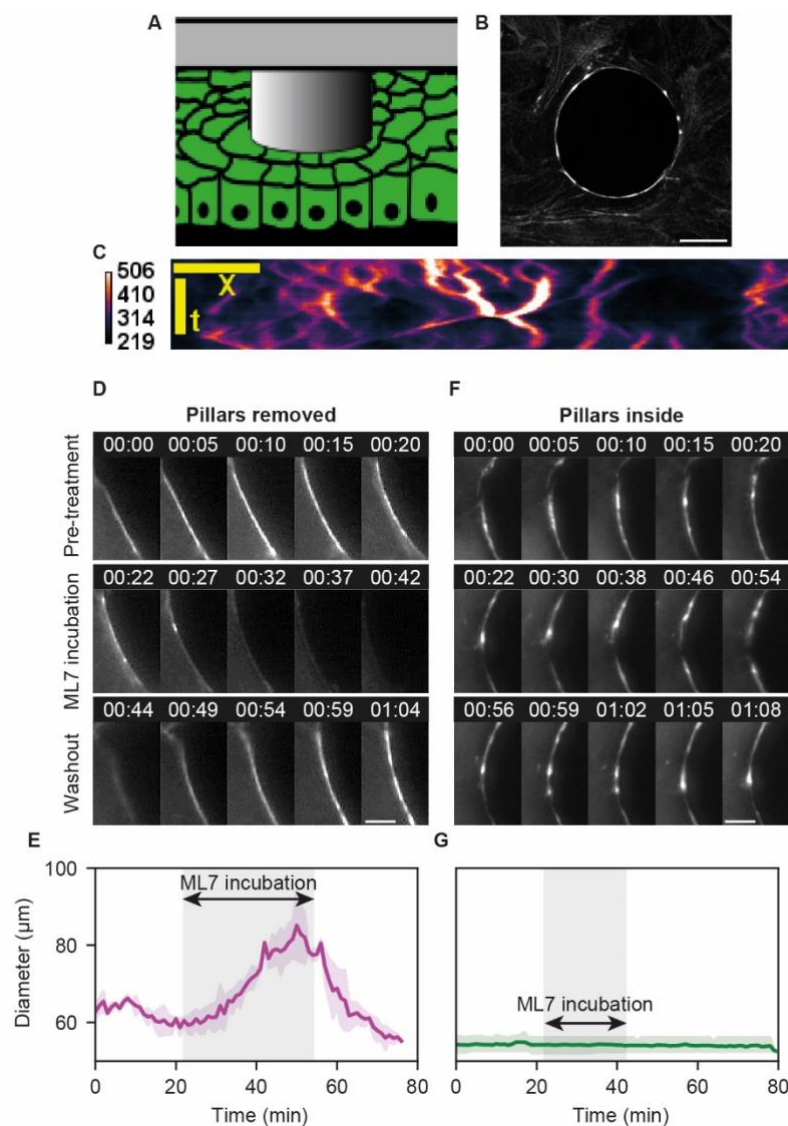 A
B
C
506
410
314
219
X
t
D
Pillars removed
Pre-treatment
00:00 00:05 00:10 00:15 00:20
ML7 incubation
00:22 00:27 00:32 00:37 00:42
Washout
00:44 00:49 00:54 00:59 01:04
F
Pillars inside
00:00 00:05 00:10 00:15 00:20
00:22 00:30 00:38 00:46 00:54
00:56 00:59 01:02 01:05 01:08
E
Diameter (µm)
100
80
60
ML7 incubation
0 20 40 60 80
Time (min)
G
ML7 incubation
0 20 40 60 80
Time (min)